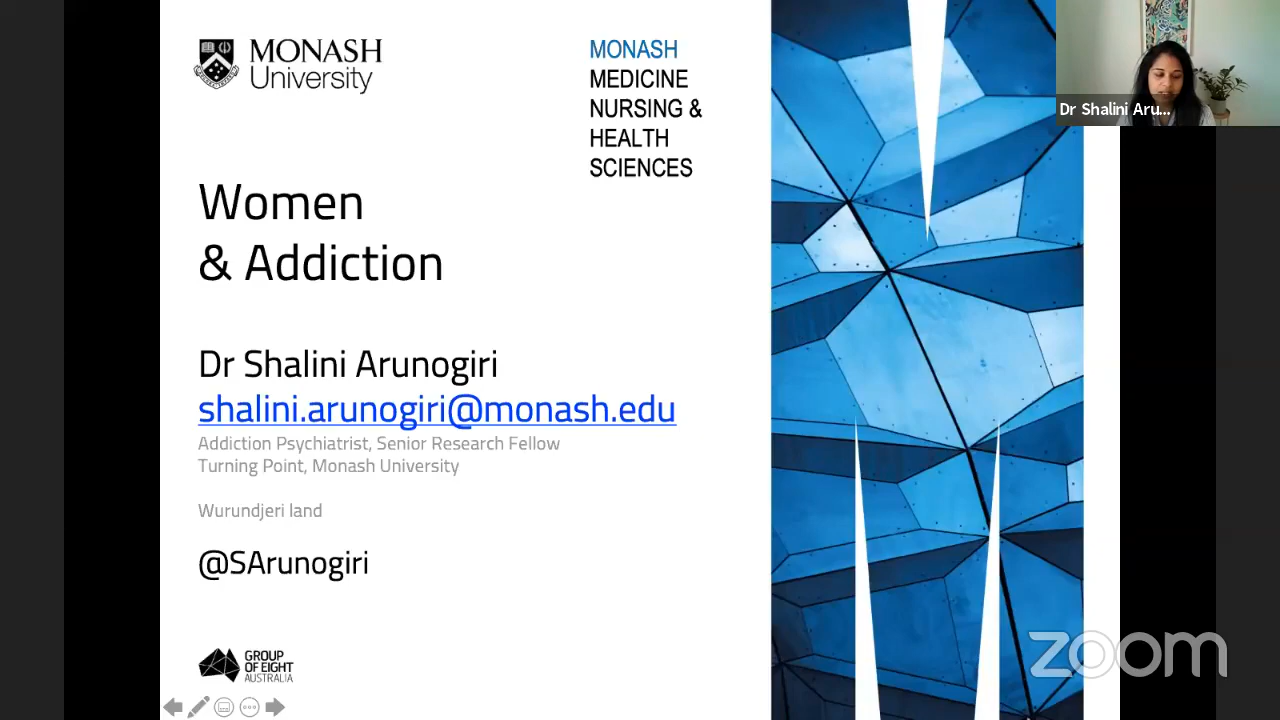 MONASH
University
MONASH
MEDICINE
NURSING &
HEALTH
SCIENCES
Dr Shalini Aru...
Women
& Addiction
Dr Shalini Arunogiri
shalini.arunogiri@monash.edu
Addiction Psychiatrist, Senior Research Fellow
Turning Point, Monash University
Wurundjeri land
@SArunogiri
GROUP
OF EIGHT
AUSTRALIA
zoom